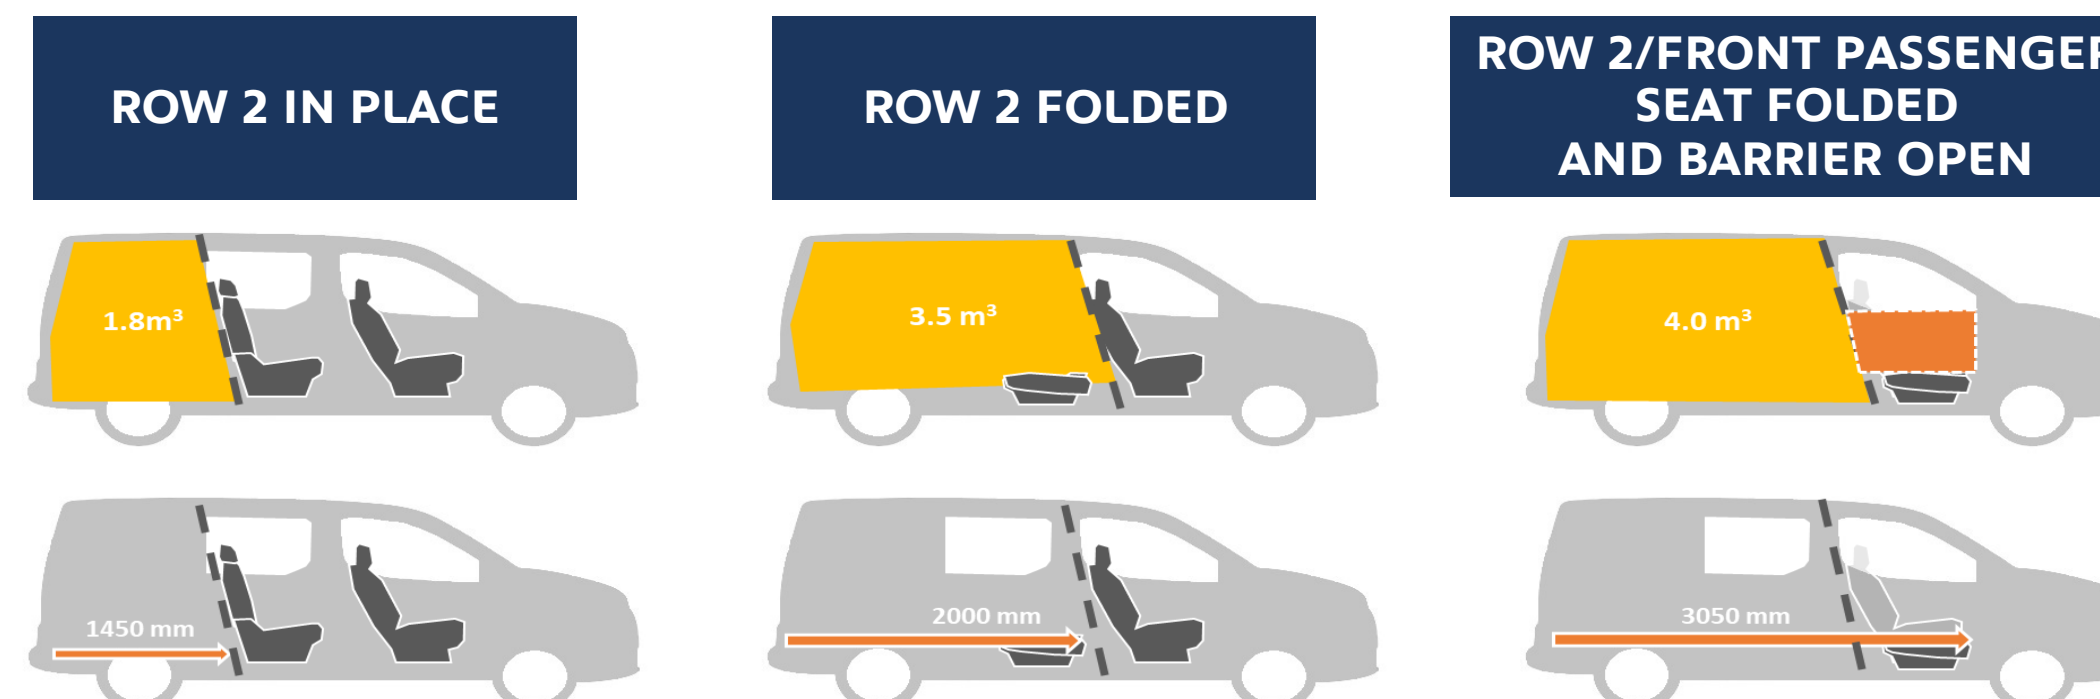 ROW 2 IN PLACE
ROW 2 FOLDED
ROW 2/FRONT PASSENGER
SEAT FOLDED
AND BARRIER OPEN
1.8m³
3.5 m³
4.0 m³
1450 mm
2000 mm
3050 mm